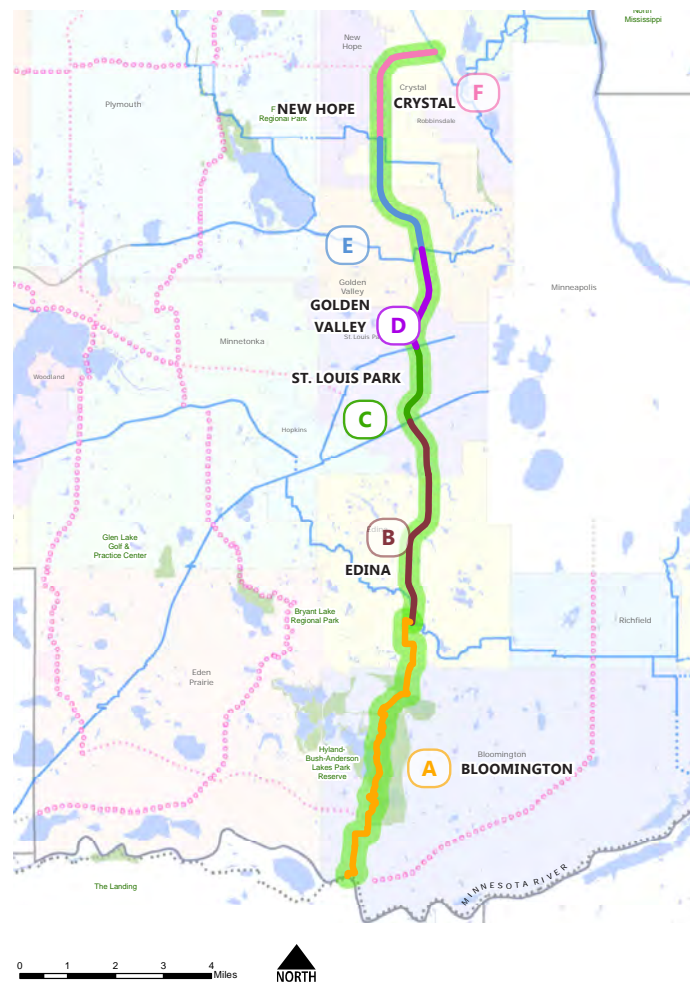 North
Mississippi
New
Hope
Crystal
F
CRYSTAL
Plymouth
NEW HOPE
Regional Park
Robbinsdale
E
Golden
Valley
Minneapolis
GOLDEN
VALLEY
D
St. Louis Pa
Minnetonka
ST. LOUIS PARK
Woodland
C
Hopkins
B
Glen Lake
Golf &
Practice Center
EDINA
Bryant Lake
Regional Park
Richfield
Eden
Prairie
Hyland-
Bush-Anderson
Lakes Park
Reserve
A
Bloomington
BLOOMINGTON
The Landing
MINNESOTA RIVER
0 1 2 3 4
Miles
NORTH